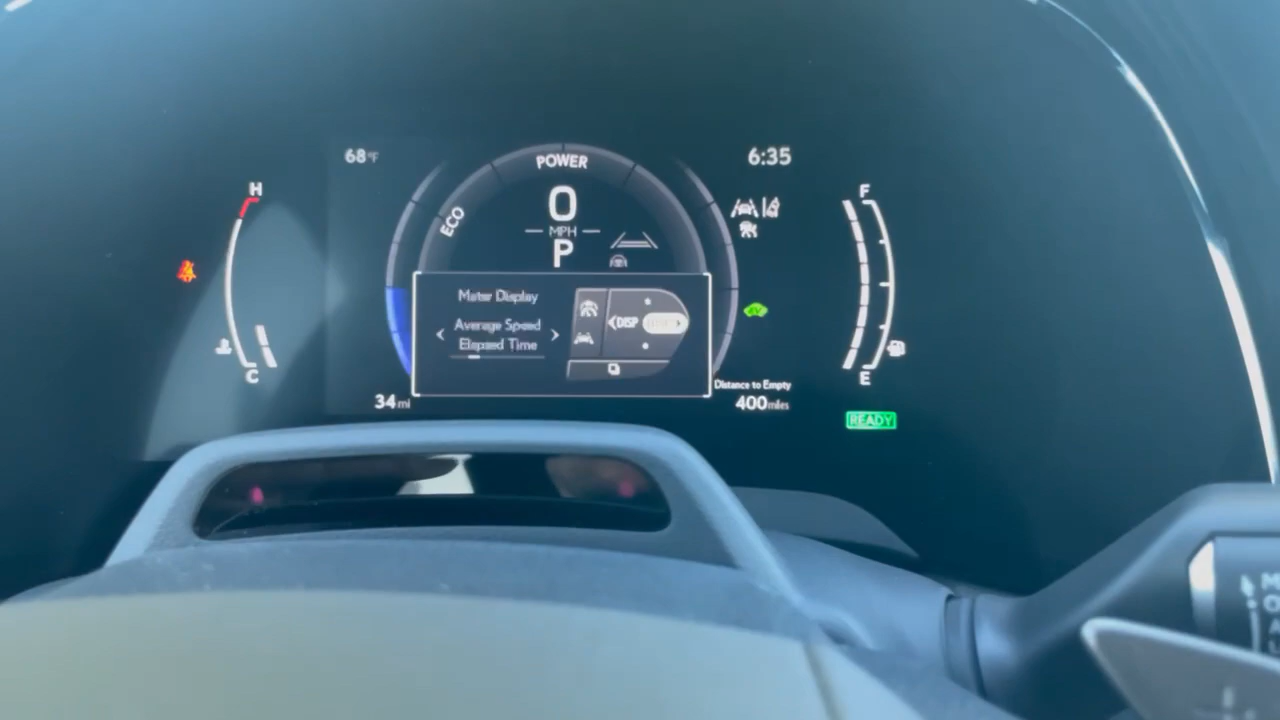 68°F
6:35
POWER
ECO
0
MPH
P
H
C
F
E
Meter Display
Average Speed
Elapsed Time
DISP
EV
34 mi
Distance to Empty
400 miles
READY